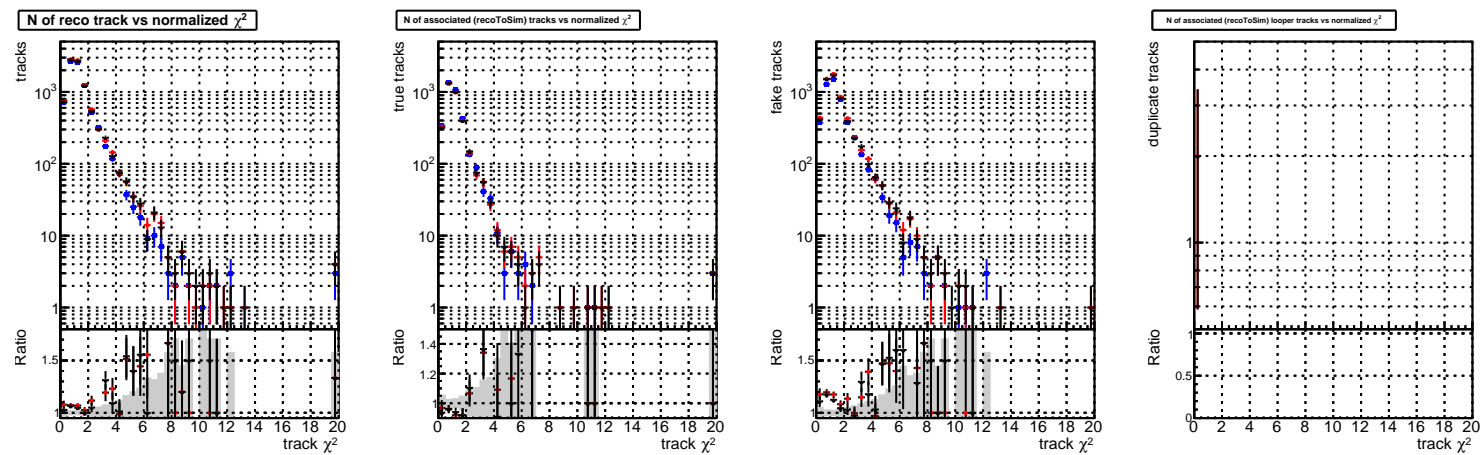 N of reco track vs normalized χ²
tracks
10³
10²
10
1
Ratio
1.5
1
0 2 4 6 8 10 12 14 16 18 20
track χ²
N of associated (recoToSim) tracks vs normalized χ²
true tracks
10³
10²
10
1
Ratio
1.4
1.2
1
0 2 4 6 8 10 12 14 16 18 20
track χ²
fake tracks
10³
10²
10
1
Ratio
1.5
1
0 2 4 6 8 10 12 14 16 18 20
track χ²
N of associated (recoToSim) looper tracks vs normalized χ²
duplicate tracks
1
Ratio
1
0.5
0
0 2 4 6 8 10 12 14 16 18 20
track χ²